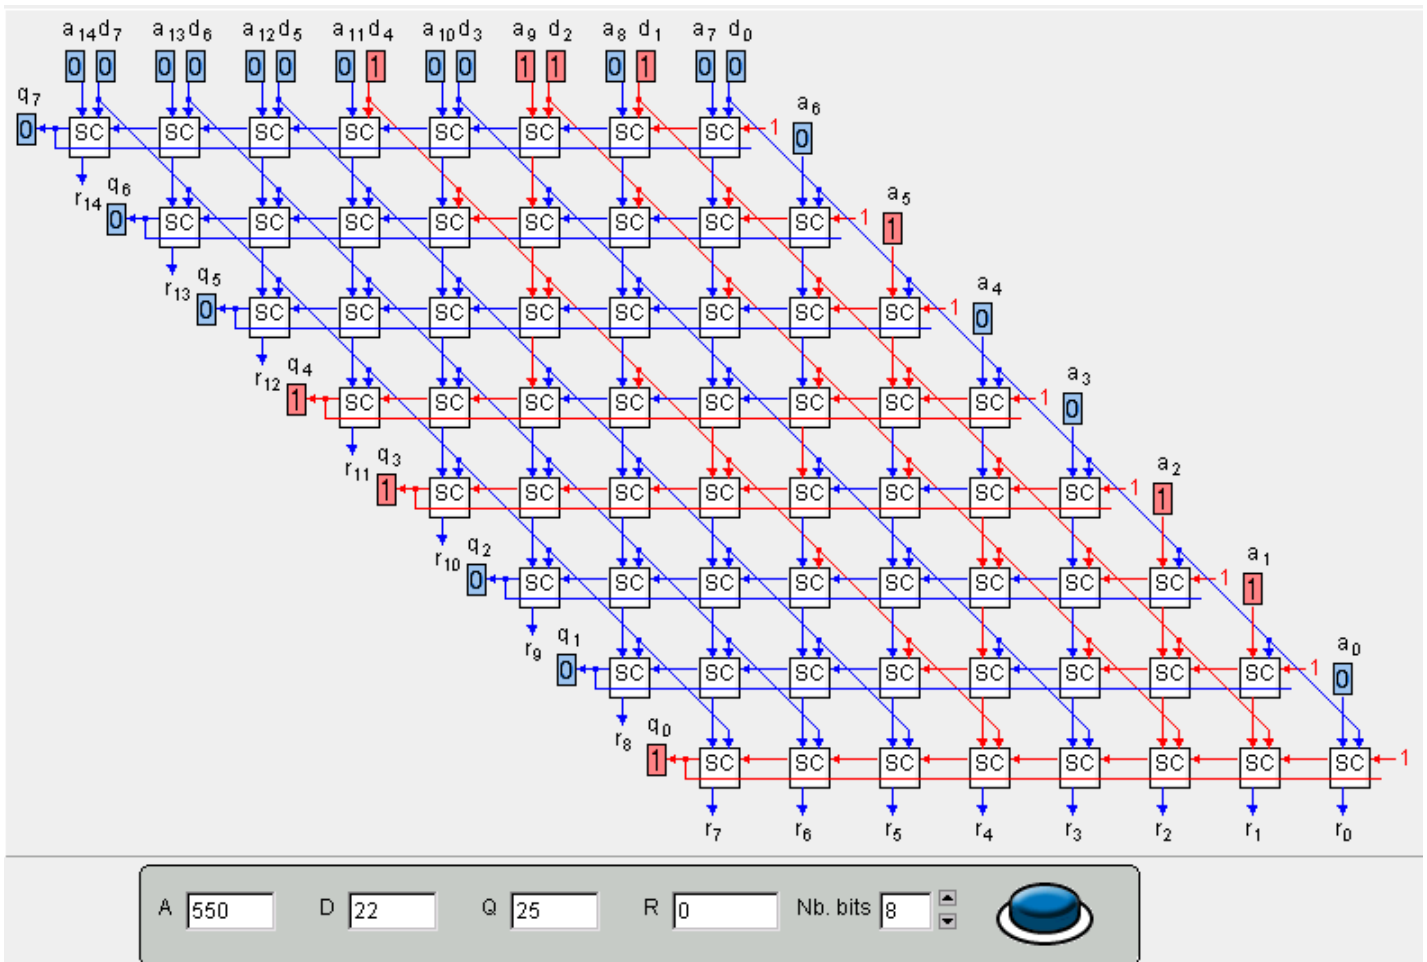 a14 d7 a13 d6 a12 d5 a11 d4 a10 d3 a9 d2 a8 d1 a7 d0
0 0 0 0 0 0 0 1 0 0 1 1 0 1 0 0
q7 a6
0 SC SC SC SC SC SC SC SC 1 0
r14 q6 a5
0 SC SC SC SC SC SC SC SC 1 1
r13 q5 a4
0 SC SC SC SC SC SC SC SC 1 0
r12 q4 a3
1 SC SC SC SC SC SC SC SC 1 0
r11 q3 a2
1 SC SC SC SC SC SC SC SC 1 1
r10 q2 a1
0 SC SC SC SC SC SC SC SC 1 1
r9 q1 a0
0 SC SC SC SC SC SC SC SC 1 0
r8 q0
1 SC SC SC SC SC SC SC SC 1
r7 r6 r5 r4 r3 r2 r1 r0
A 550 D 22 Q 25 R 0 Nb. bits 8